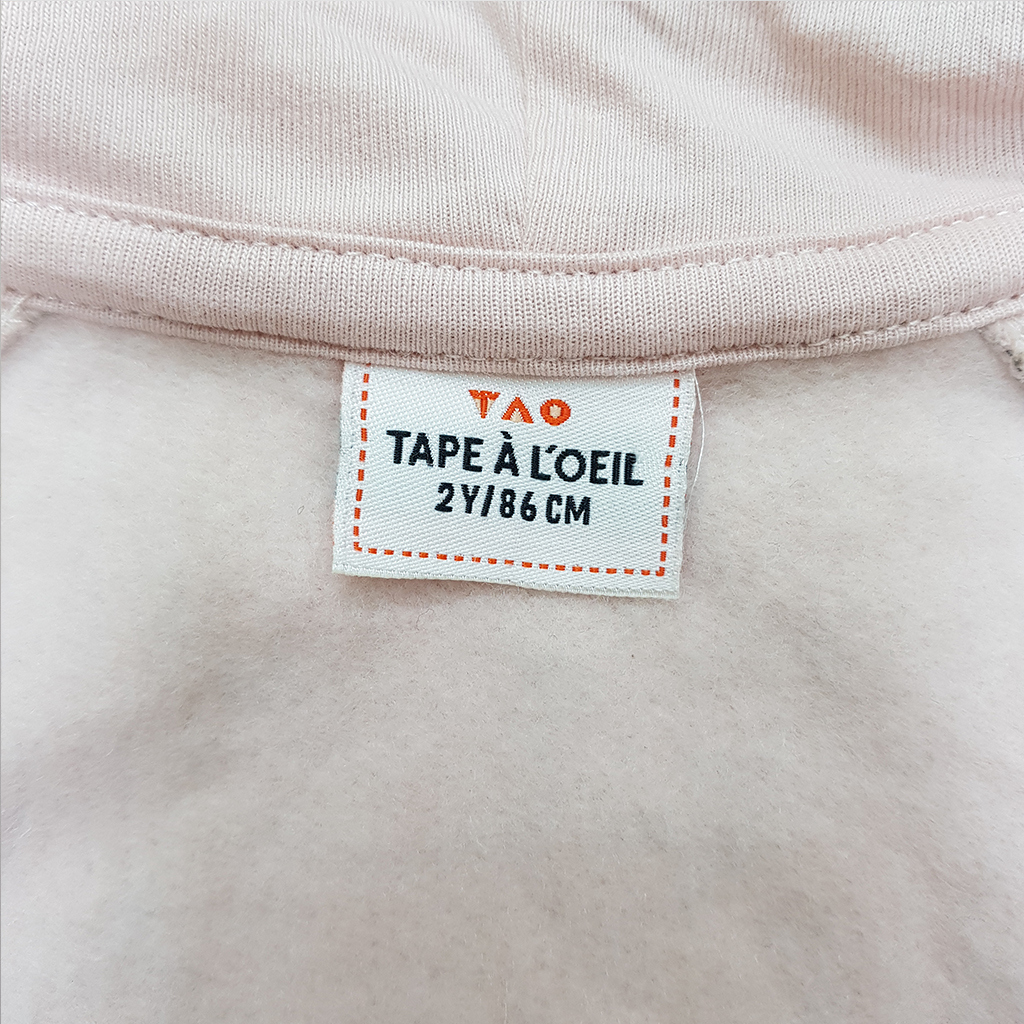 TAO
TAPE À L'OEIL
2Y/86 CM